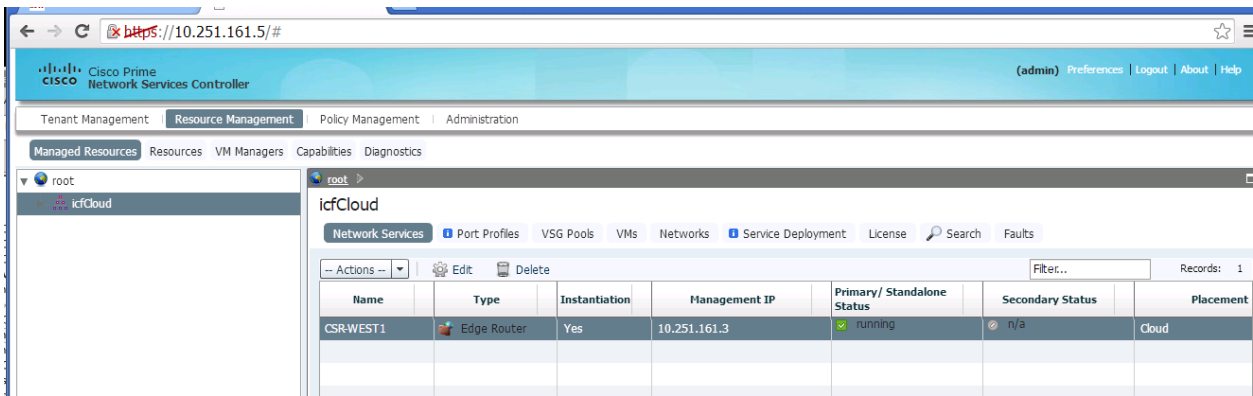 https://10.251.161.5/#
CISCO Cisco Prime
Network Services Controller
(admin) Preferences | Logout | About | Help
Tenant Management | Resource Management | Policy Management | Administration
Managed Resources Resources VM Managers Capabilities Diagnostics
root
icfCloud
root
icfCloud
Network Services Port Profiles VSG Pools VMs Networks Service Deployment License Search Faults
-- Actions -- Edit Delete Filter... Records: 1
Name Type Instantiation Management IP Primary/ Standalone Status Secondary Status Placement
CSR-WEST1 Edge Router Yes 10.251.161.3 running n/a Cloud